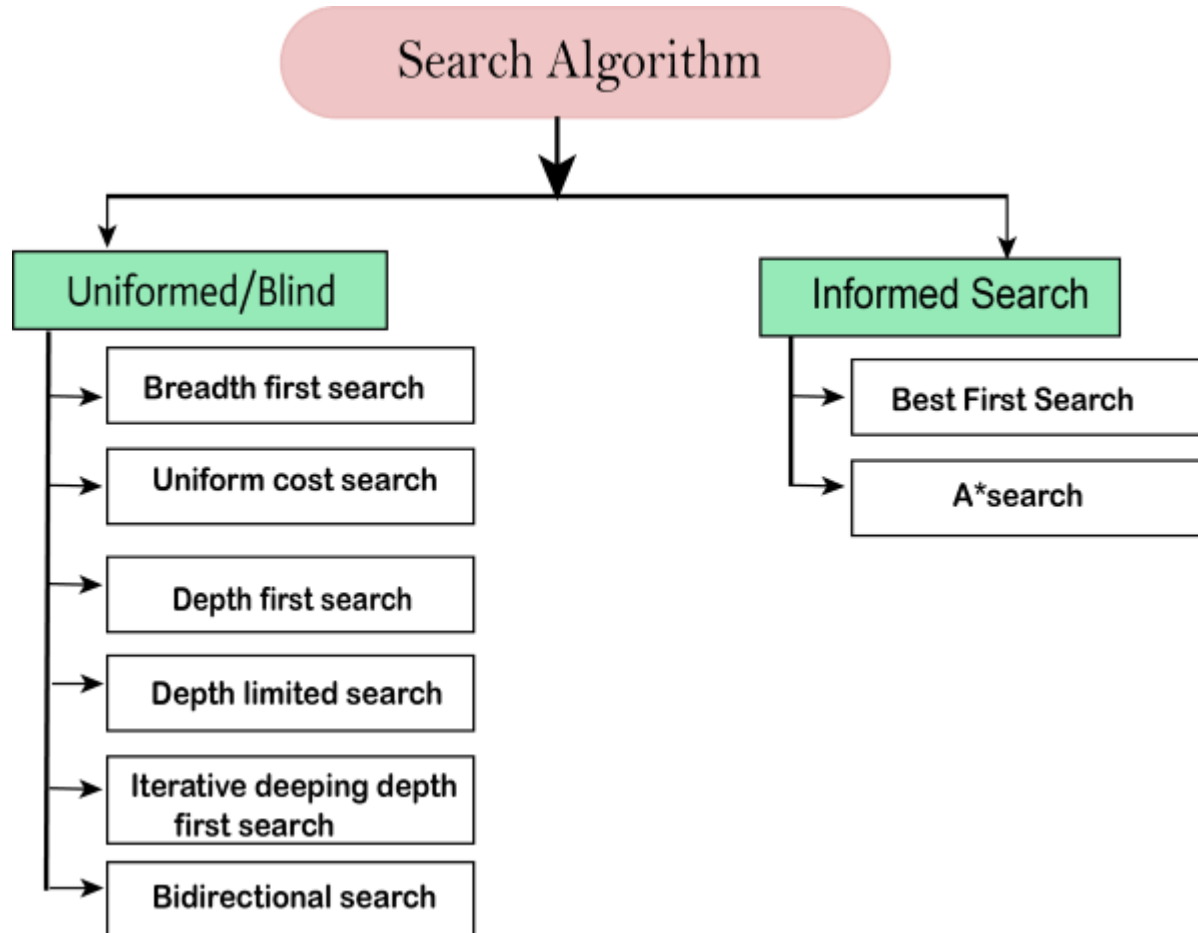 Search Algorithm
Uniformed/Blind
Breadth first search
Uniform cost search
Depth first search
Depth limited search
Iterative deeping depth
first search
Bidirectional search
Informed Search
Best First Search
A*search